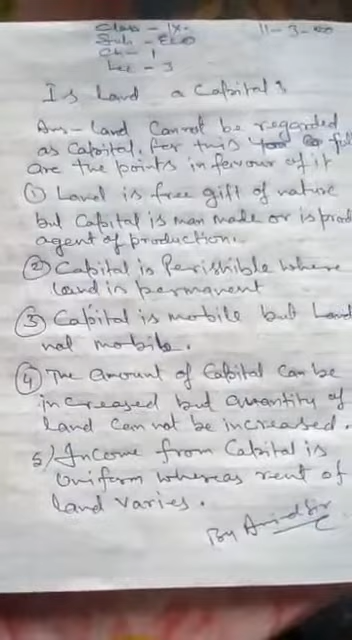 Class - IX.
11-3-20
Sub - ECO
Ch - 1
Lec - 3
Is Land a Capital?
Ans - Land Cannot be regarded
as Capital. For this
are the points in favour of it
① Land is free gift of nature
but Capital is man made or is prod
agent of production.
② Capital is Perishible where
land is permanent
③ Capital is mobile but Land
not mobile.
④ The amount of Capital can be
increased but quantity of
Land can not be increased.
5) Income from Capital is
Uniform whereas rent of
land varies.
By Sir